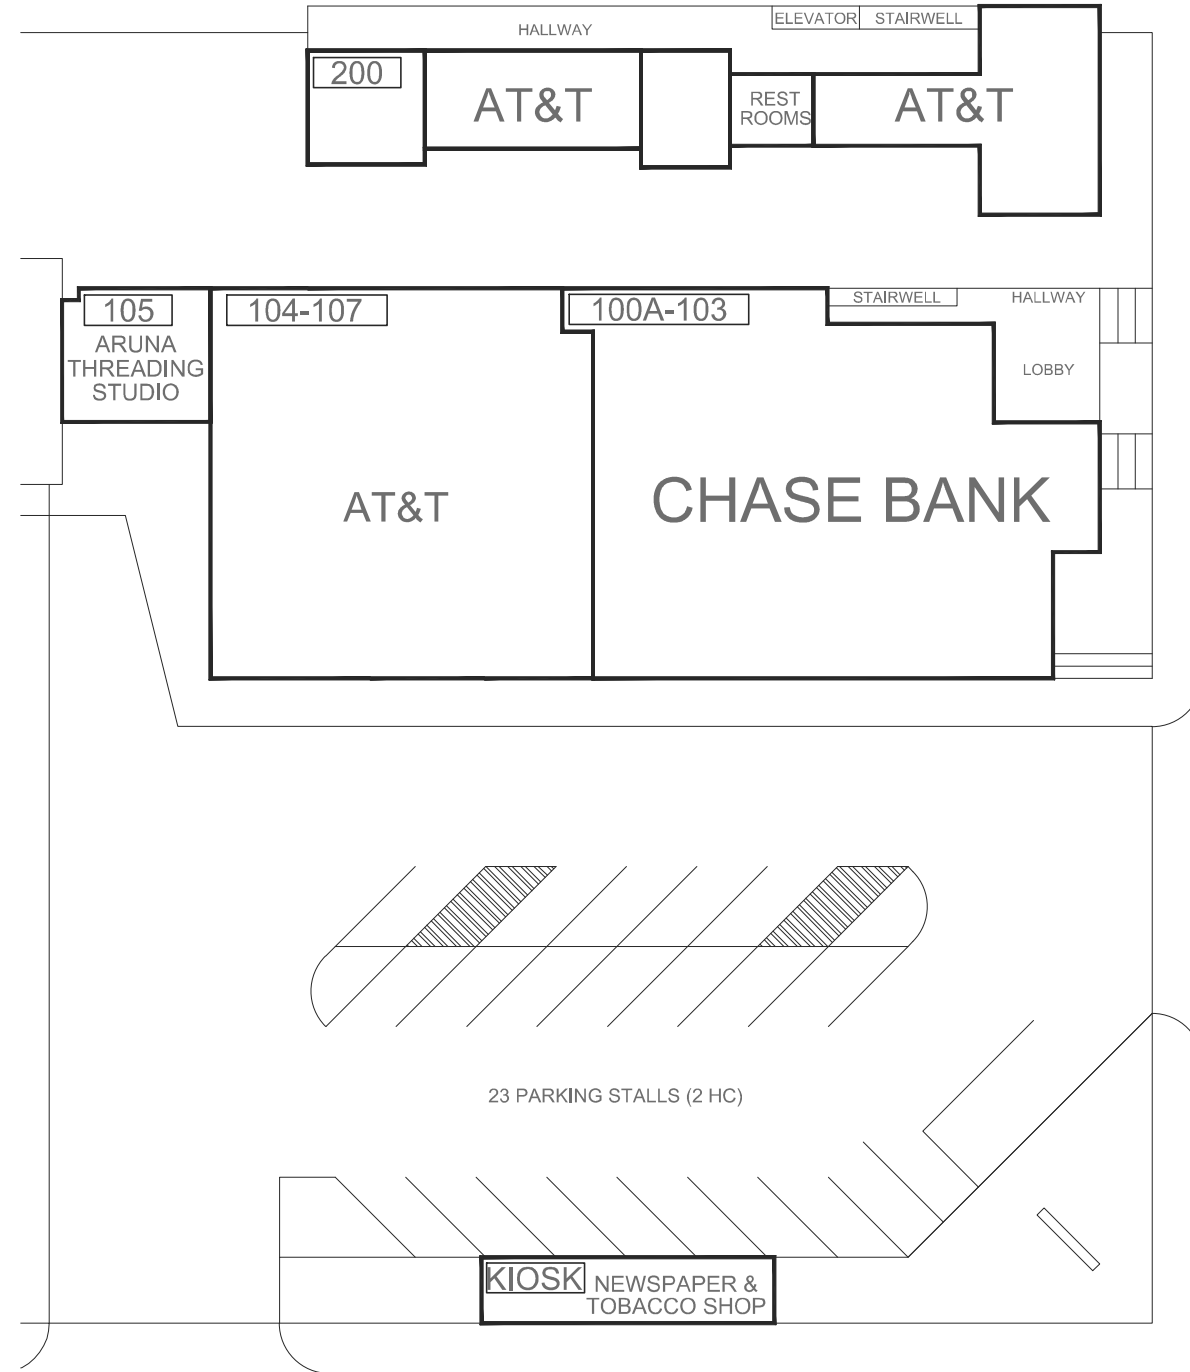 HALLWAY
ELEVATOR
STAIRWELL
200
AT&T
REST
ROOMS
AT&T
105
ARUNA
THREADING
STUDIO
104-107
AT&T
100A-103
CHASE BANK
STAIRWELL
HALLWAY
LOBBY
23 PARKING STALLS (2 HC)
KIOSK
NEWSPAPER &
TOBACCO SHOP